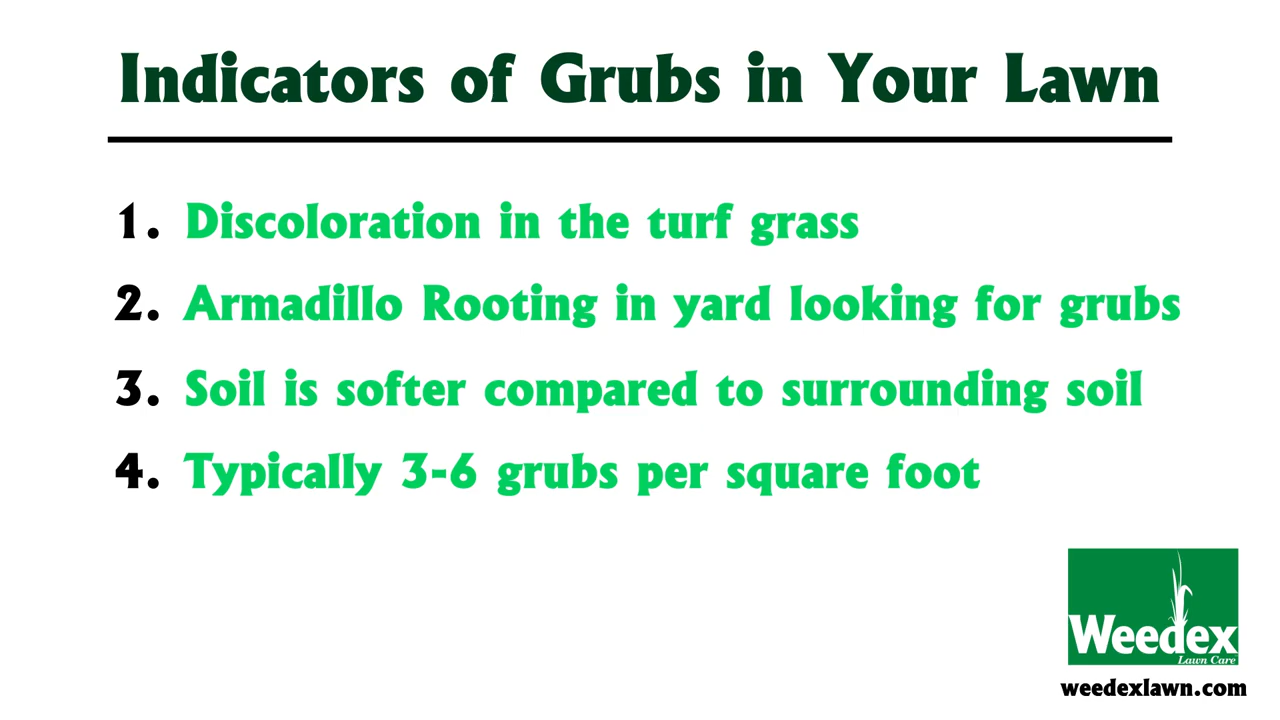 Indicators of Grubs in Your Lawn
1. Discoloration in the turf grass
2. Armadillo Rooting in yard looking for grubs
3. Soil is softer compared to surrounding soil
4. Typically 3-6 grubs per square foot
Weedex
Lawn Care
weedexlawn.com